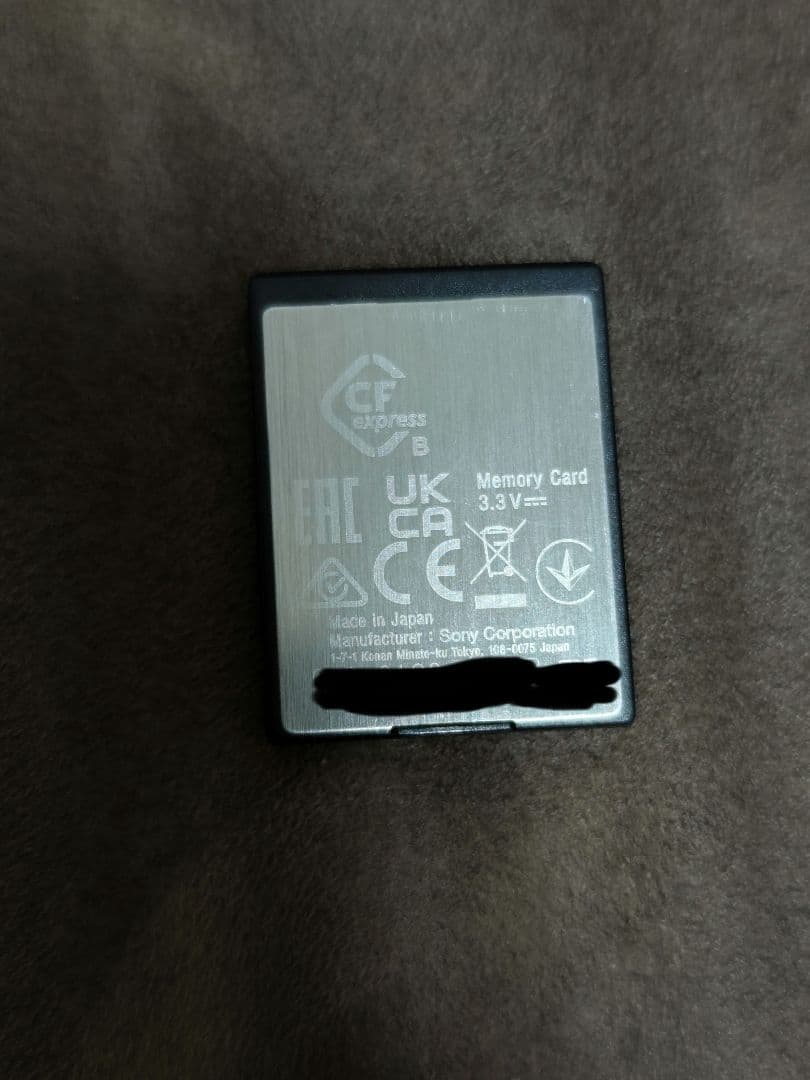 CF
express
B
EAC
UK
CA
Memory Card
3.3V
CE
Made in Japan
Manufacturer : Sony Corporation
1-7-1 Konan Minato-ku Tokyo, 108-0075 Japan